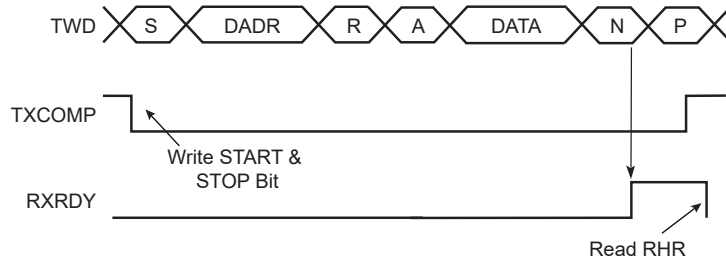 TWD S DADR R A DATA N P
TXCOMP
Write START &
STOP Bit
RXRDY
Read RHR